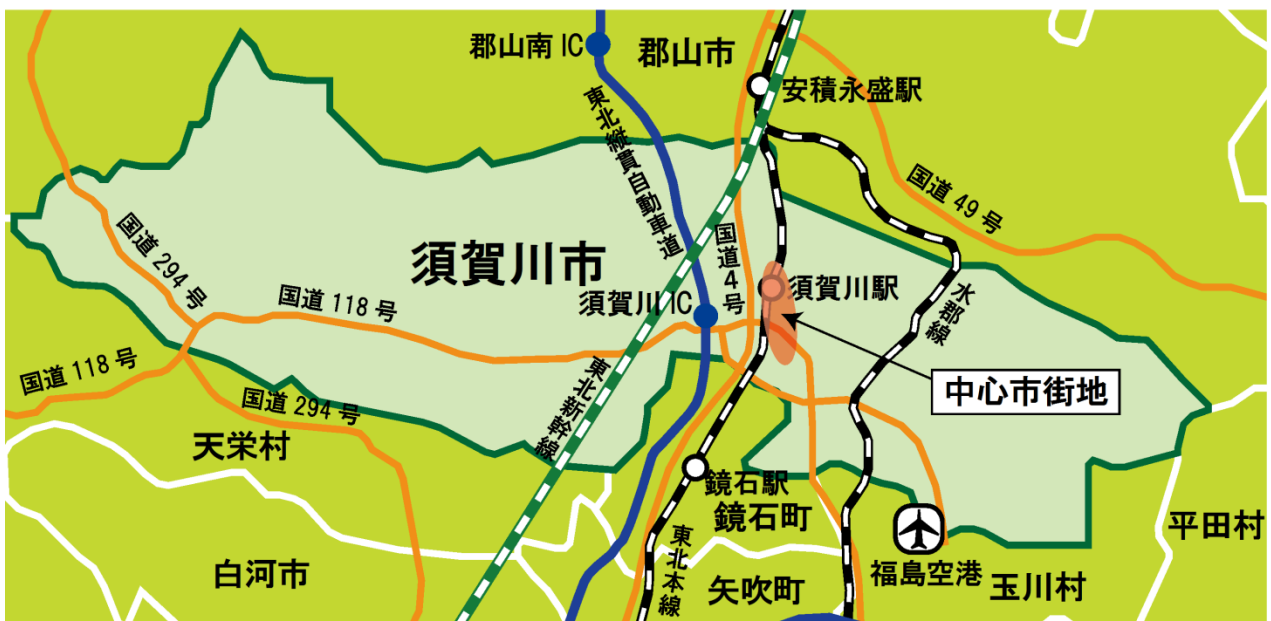 郡山南 IC
郡山市
安積永盛駅
東北縦貫自動車道
国道 49 号
国道 294 号
須賀川市
国道4号
国道 118 号
須賀川 IC
須賀川駅
水郡線
国道 118 号
国道 294 号
東北新幹線
中心市街地
天栄村
鏡石駅
鏡石町
東北本線
白河市
矢吹町
福島空港
玉川村
平田村